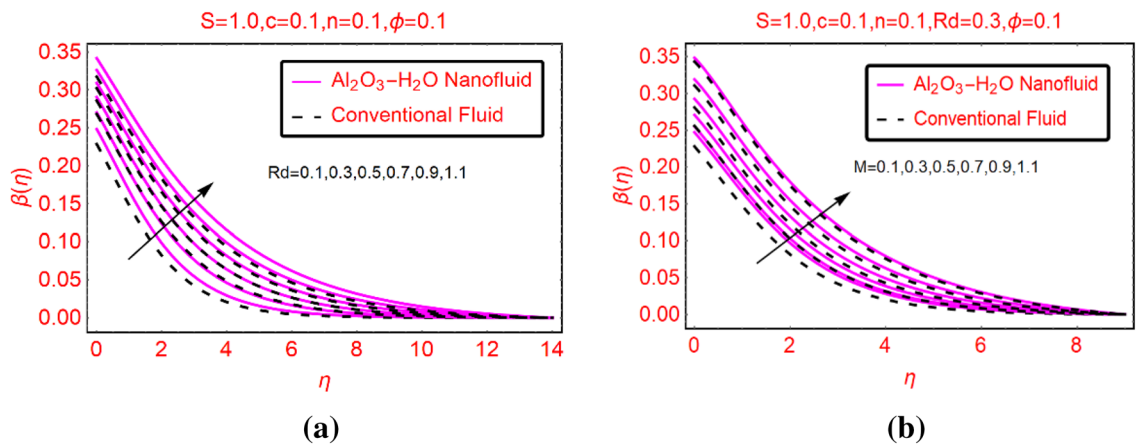 S=1.0,c=0.1,n=0.1,ϕ=0.1
0.35
0.30
0.25
0.20
0.15
0.10
0.05
0.00
β(η)
Al₂O₃−H₂O Nanofluid
Conventional Fluid
Rd=0.1,0.3,0.5,0.7,0.9,1.1
0 2 4 6 8 10 12 14
η
(a)
S=1.0,c=0.1,n=0.1,Rd=0.3,ϕ=0.1
0.35
0.30
0.25
0.20
0.15
0.10
0.05
0.00
β(η)
Al₂O₃−H₂O Nanofluid
Conventional Fluid
M=0.1,0.3,0.5,0.7,0.9,1.1
0 2 4 6 8
η
(b)